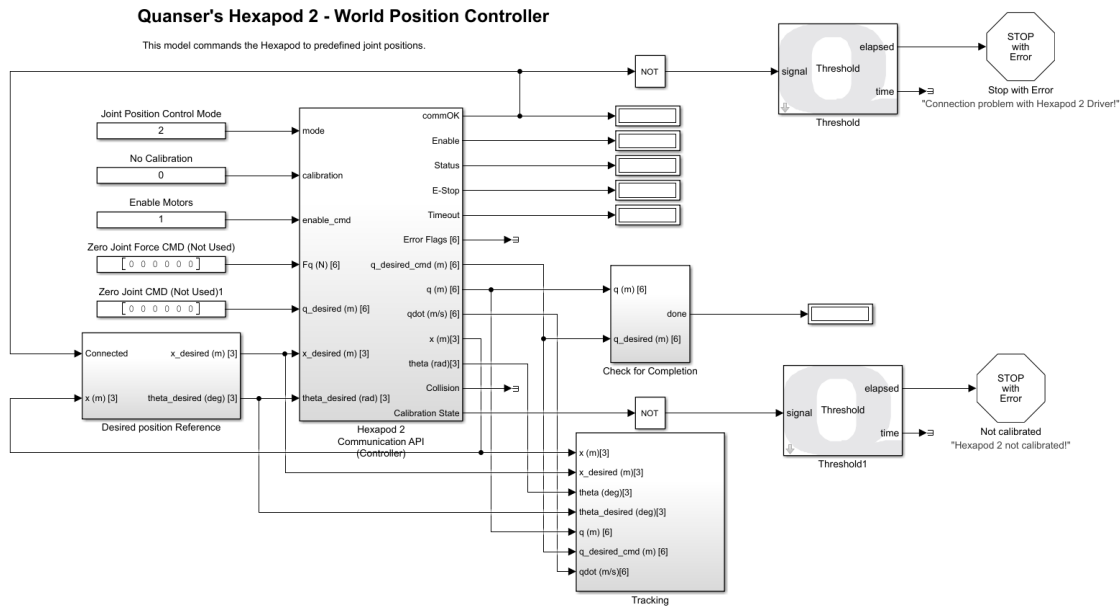 Quanser's Hexapod 2 - World Position Controller
This model commands the Hexapod to predefined joint positions.
NOT
signal
Threshold
elapsed
time
Threshold
STOP
with
Error
Stop with Error
"Connection problem with Hexapod 2 Driver!"
Joint Position Control Mode
2
No Calibration
0
Enable Motors
1
Zero Joint Force CMD (Not Used)
[ 0 0 0 0 0 0 ]
Zero Joint CMD (Not Used)1
[ 0 0 0 0 0 0 ]
mode
calibration
enable_cmd
Fq (N) [6]
q_desired (m) [6]
x_desired (m) [3]
theta_desired (rad) [3]
commOK
Enable
Status
E-Stop
Timeout
Error Flags [6]
q_desired_cmd (m) [6]
q (m) [6]
qdot (m/s) [6]
x (m)[3]
theta (rad)[3]
Collision
Calibration State
Hexapod 2
Communication API
(Controller)
Connected
x (m) [3]
x_desired (m) [3]
theta_desired (deg) [3]
Desired position Reference
q (m) [6]
q_desired (m) [6]
done
Check for Completion
NOT
signal
Threshold
elapsed
time
Threshold1
STOP
with
Error
Not calibrated
"Hexapod 2 not calibrated!"
x (m)[3]
x_desired (m)[3]
theta (deg)[3]
theta_desired (deg)[3]
q (m) [6]
q_desired_cmd (m) [6]
qdot (m/s)[6]
Tracking